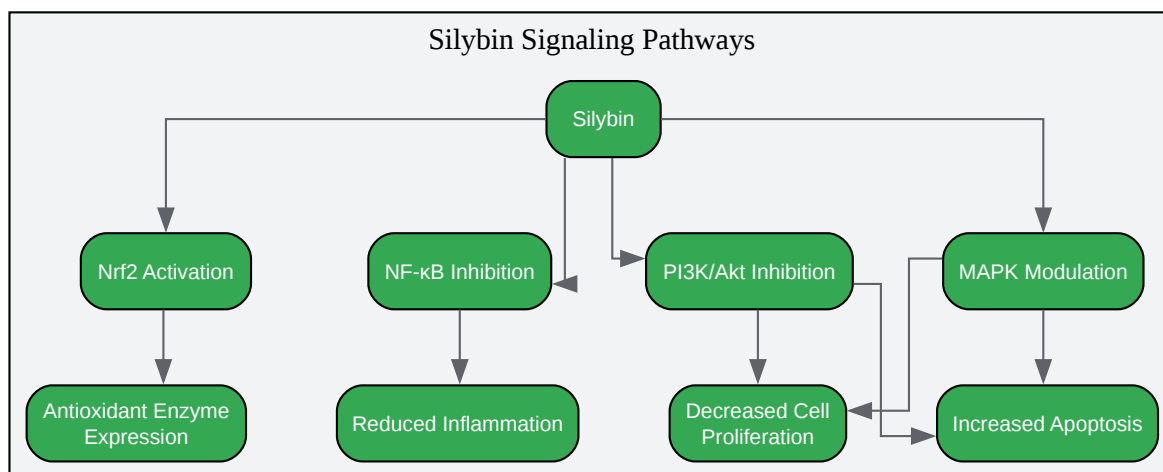 Silybin Signaling Pathways
Silybin
Nrf2 Activation
NF-κB Inhibition
PI3K/Akt Inhibition
MAPK Modulation
Antioxidant Enzyme
Expression
Reduced Inflammation
Decreased Cell
Proliferation
Increased Apoptosis